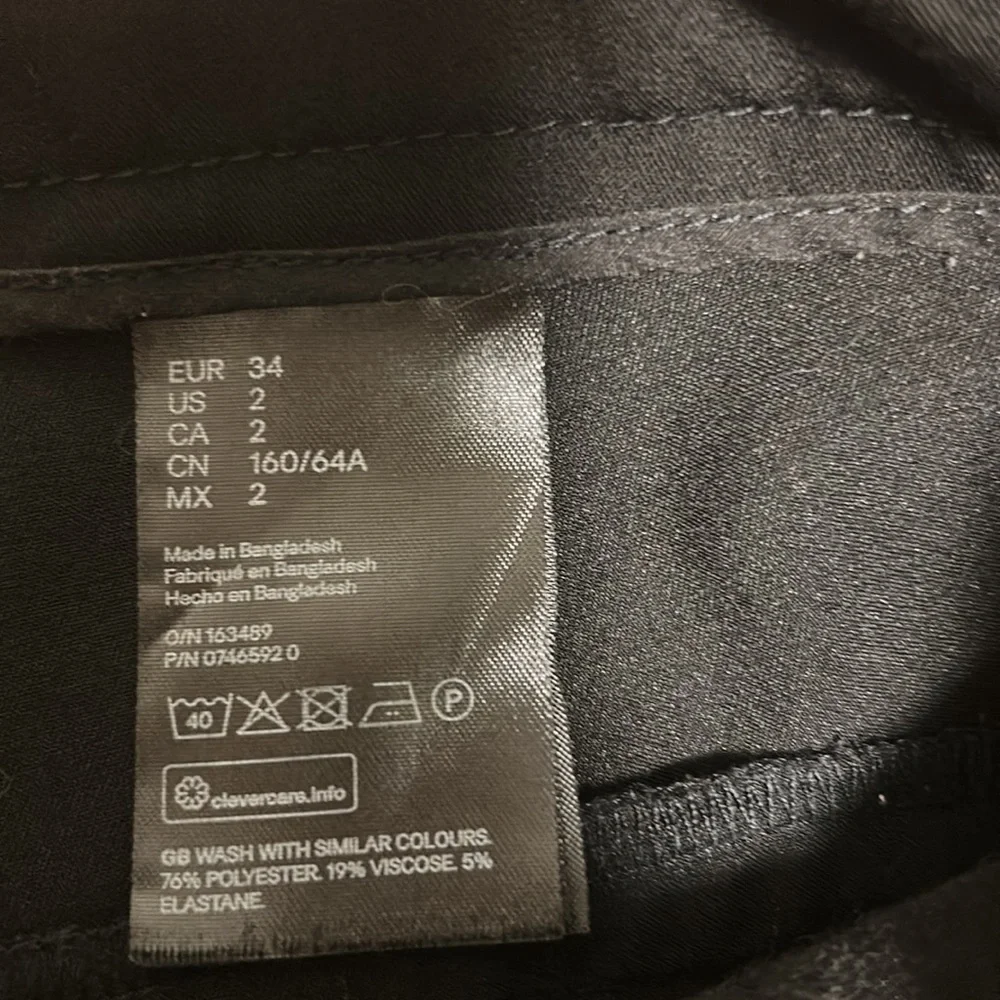 EUR 34
US 2
CA 2
CN 160/64A
MX 2
Made in Bangladesh
Fabriqué en Bangladesh
Hecho en Bangladesh
O/N 163489
P/N 0746592 0
40 P
clevercare.info
GB WASH WITH SIMILAR COLOURS.
76% POLYESTER. 19% VISCOSE. 5%
ELASTANE.